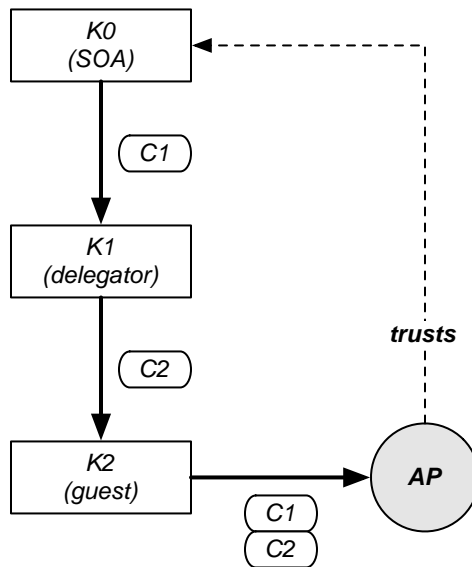 K0
(SOA)
C1
K1
(delegator)
C2
trusts
K2
(guest)
AP
C1
C2